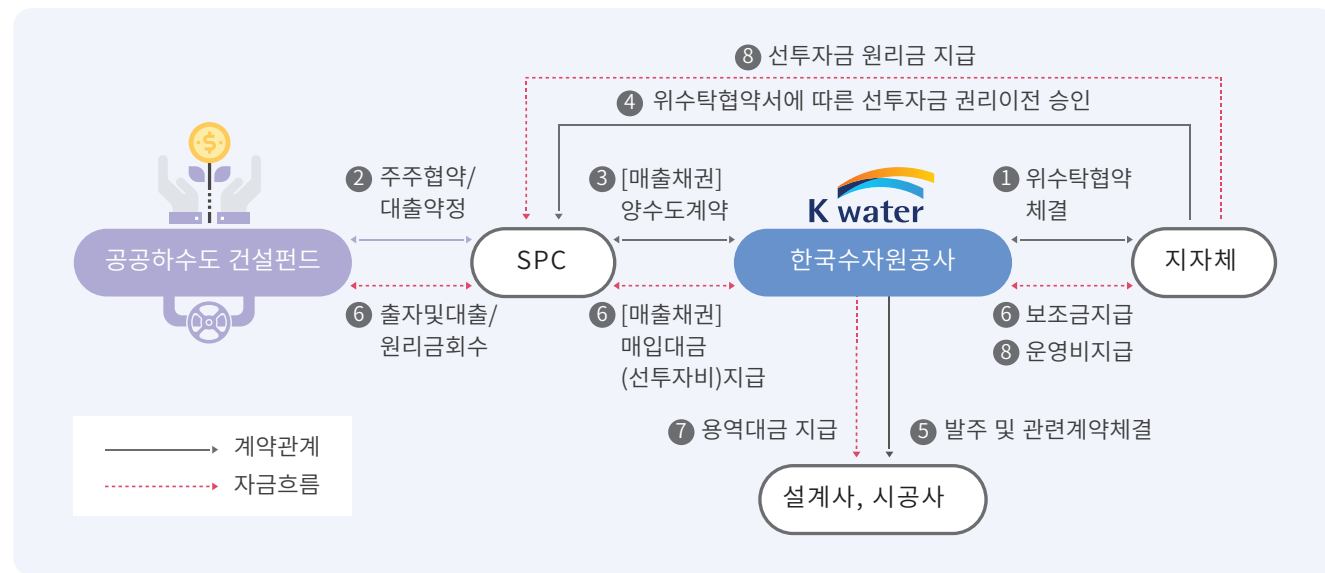 ⑧ 선투자금 원리금 지급
④ 위수탁협약서에 따른 선투자금 권리이전 승인
② 주주협약/
대출약정
③ [매출채권]
양수도계약
K water
① 위수탁협약
체결
공공하수도 건설펀드
SPC
한국수자원공사
지자체
⑥ 출자및대출/
원리금회수
⑥ [매출채권]
매입대금
(선투자비)지급
⑥ 보조금지급
⑧ 운영비지급
⑦ 용역대금 지급
⑤ 발주 및 관련계약체결
계약관계
자금흐름
설계사, 시공사